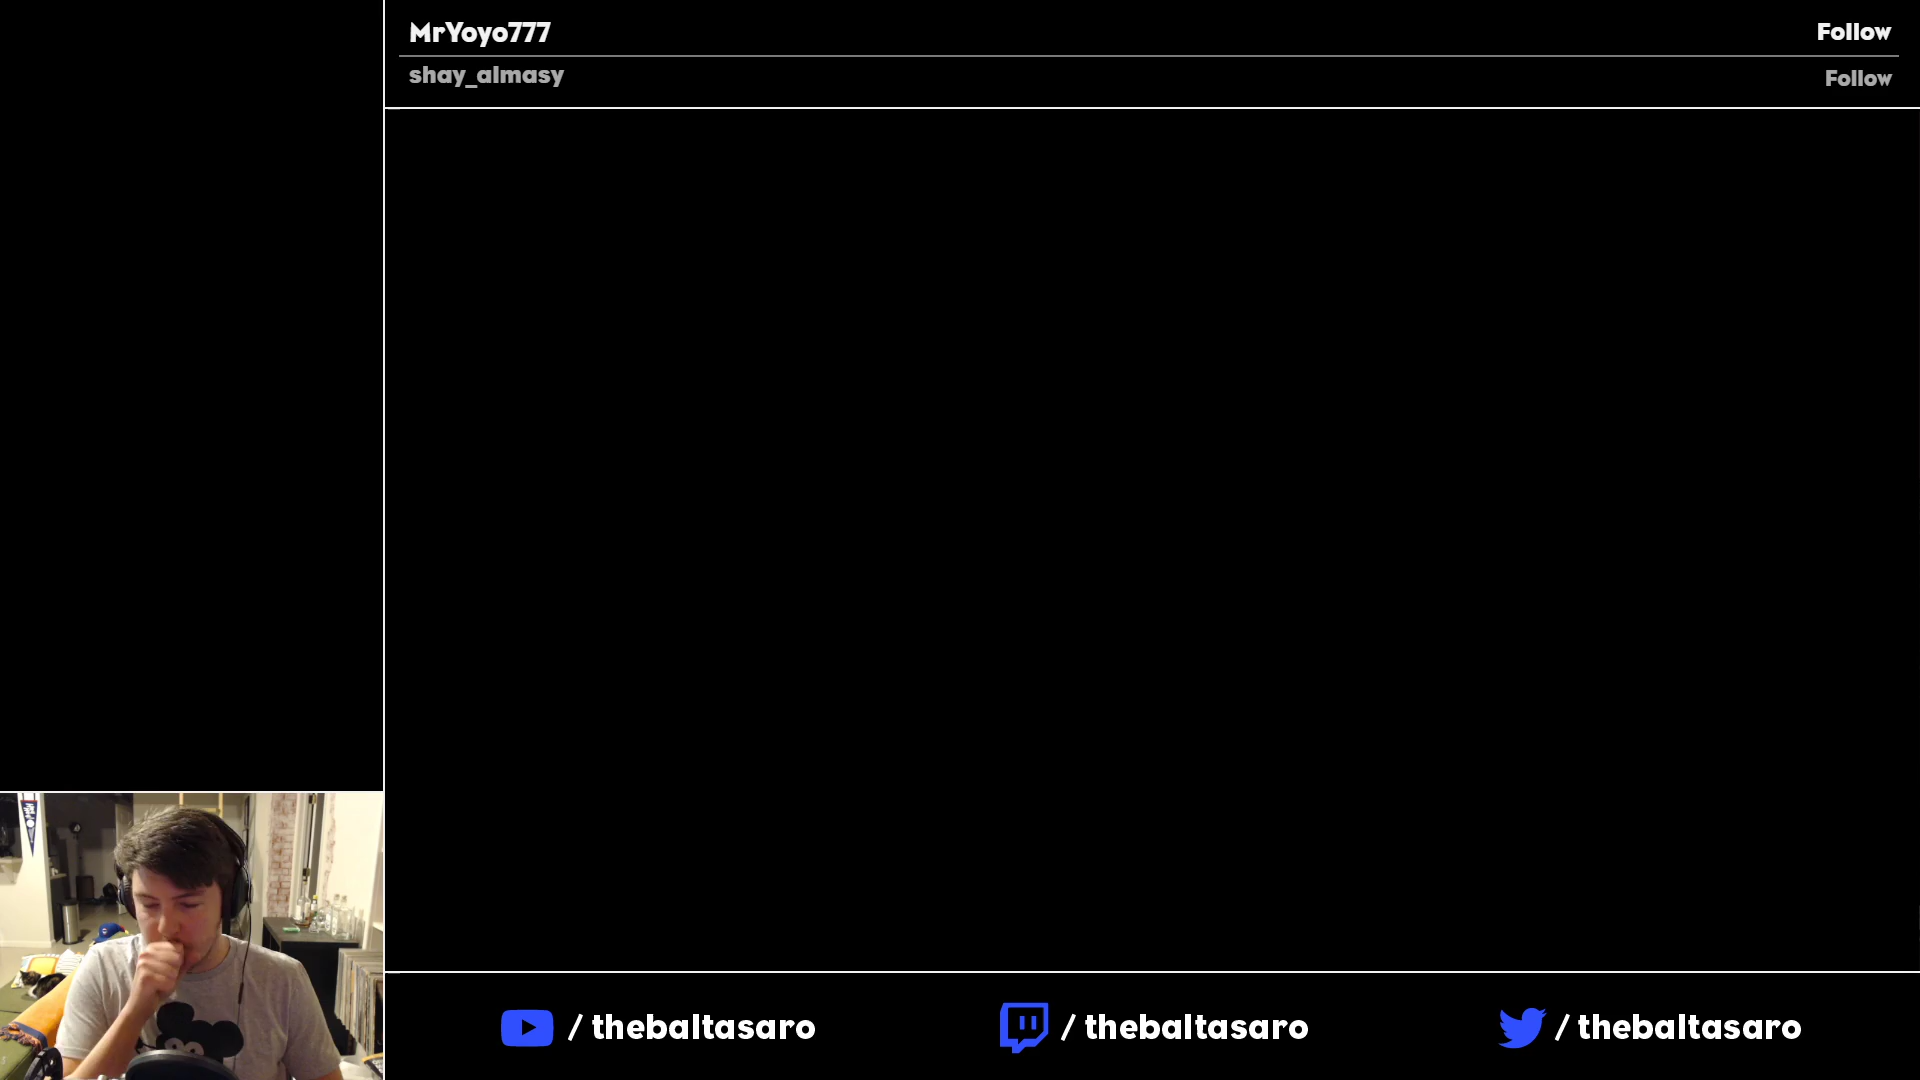 MrYoyo777 Follow
shay_almasy Follow
/ thebaltasaro / thebaltasaro / thebaltasaro